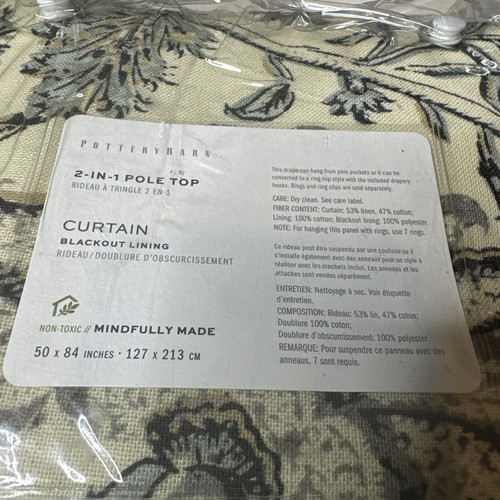 POTTERY BARN
2-IN-1 POLE TOP
RIDEAU À TRINGLE 2 EN 1
CURTAIN
BLACKOUT LINING
RIDEAU/DOUBLURE D'OBSCURCISSEMENT
NON-TOXIC // MINDFULLY MADE
50 x 84 INCHES · 127 x 213 CM
This drape can hang from pole pockets or it can be
converted to a ring-top style with the included drapery
hooks. Rings and ring clips are sold separately.
CARE: Dry clean. See care label.
FIBER CONTENT: Curtain: 53% linen, 47% cotton;
Lining: 100% cotton; Blackout lining: 100% polyester.
NOTE: For hanging this panel with rings, use 7 rings.
Ce rideau peut être suspendu par une coulisse ou il
s'installe également avec des anneaux pour un style à
réaliser avec les crochets inclus. Les anneaux et les
attaches sont vendus séparément.
ENTRETIEN: Nettoyage à sec. Voir étiquette
d'entretien.
COMPOSITION: Rideau: 53% lin, 47% coton;
Doublure 100% coton;
Doublure d'obscurcissement: 100% polyester.
REMARQUE: Pour suspendre ce panneau avec des
anneaux, 7 sont requis.